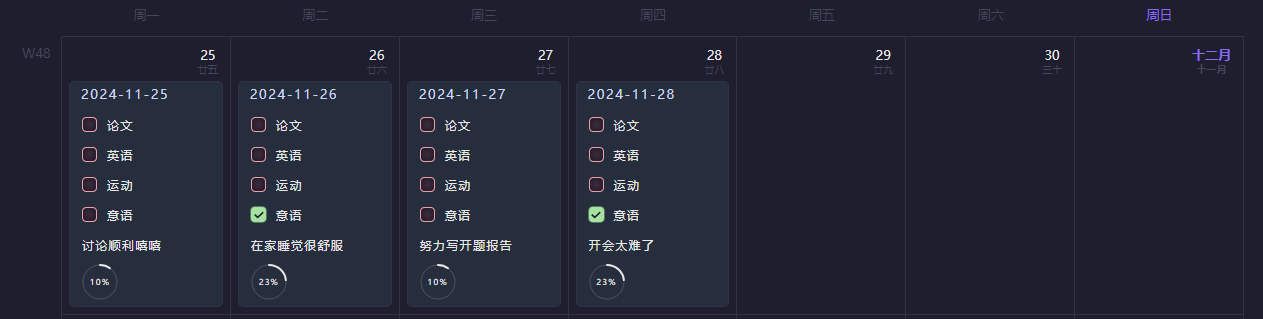 周一 周二 周三 周四 周五 周六 周日
W48 25 26 27 28 29 30 十二月
廿五 廿六 廿七 廿八 廿九 三十 十一月
2024-11-25 2024-11-26 2024-11-27 2024-11-28
论文 论文 论文 论文
英语 英语 英语 英语
运动 运动 运动 运动
意语 意语 意语 意语
讨论顺利嘻嘻 在家睡觉很舒服 努力写开题报告 开会太难了
10% 23% 10% 23%